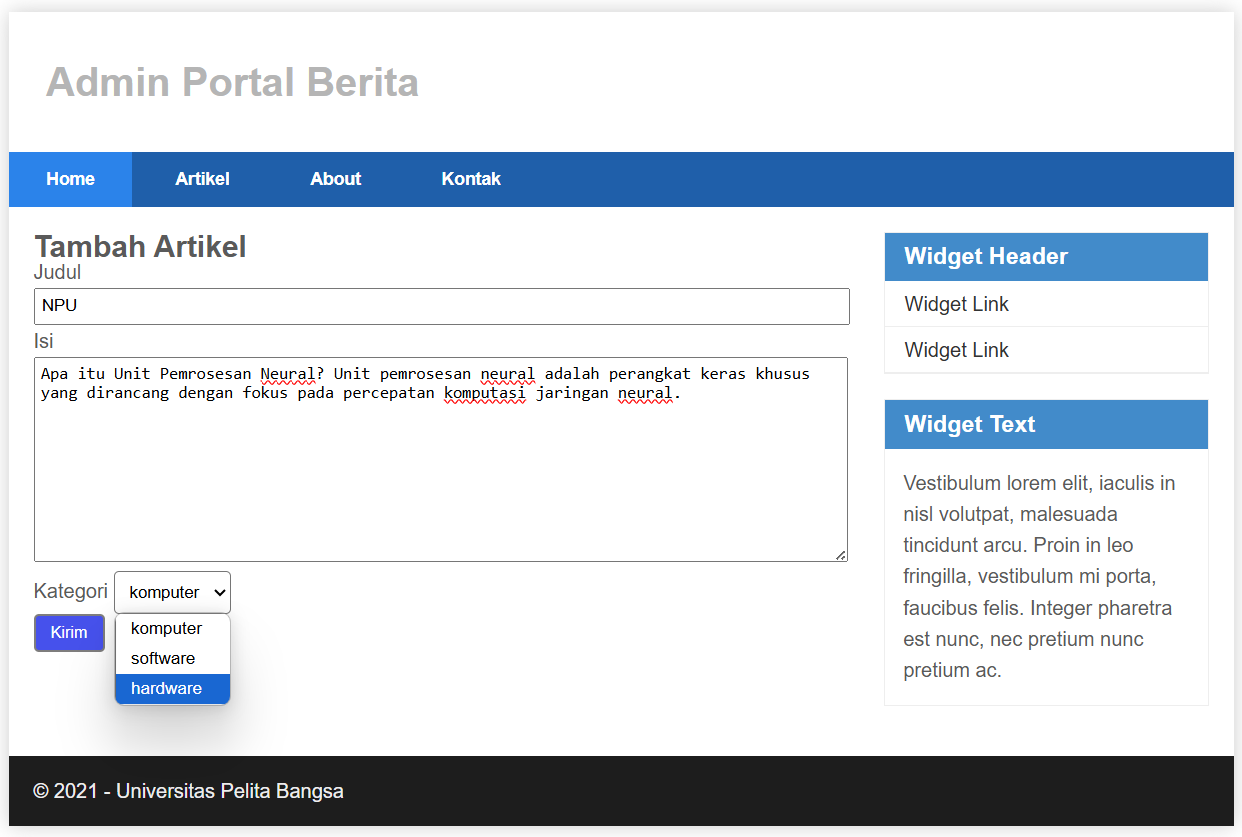 Admin Portal Berita
Home Artikel About Kontak
Tambah Artikel
Judul
NPU
Isi
Apa itu Unit Pemrosesan Neural? Unit pemrosesan neural adalah perangkat keras khusus
yang dirancang dengan fokus pada percepatan komputasi jaringan neural.
Kategori komputer
komputer
software
hardware
Kirim
Widget Header
Widget Link
Widget Link
Widget Text
Vestibulum lorem elit, iaculis in
nisl volutpat, malesuada
tincidunt arcu. Proin in leo
fringilla, vestibulum mi porta,
faucibus felis. Integer pharetra
est nunc, nec pretium nunc
pretium ac.
© 2021 - Universitas Pelita Bangsa